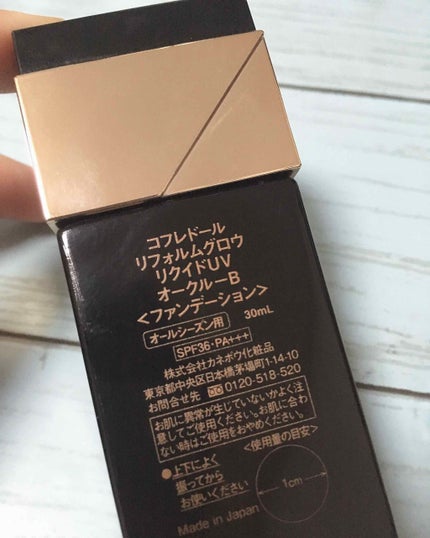 コフレドール
リフォルムグロウ
リクイドUV
オークルーB
<ファンデーション>
30mL
オールシーズン用
SPF36・PA+++
株式会社カネボウ化粧品
東京都中央区日本橋茅場町1-14-10
お問合せ先 0120-518-520
お肌に異常が生じていないかよく注
意してご使用ください。お肌に合わ
ない時はご使用をおやめください。
<使用量の目安>
●上下によく
振ってから
お使いください
1cm
Made in Japan